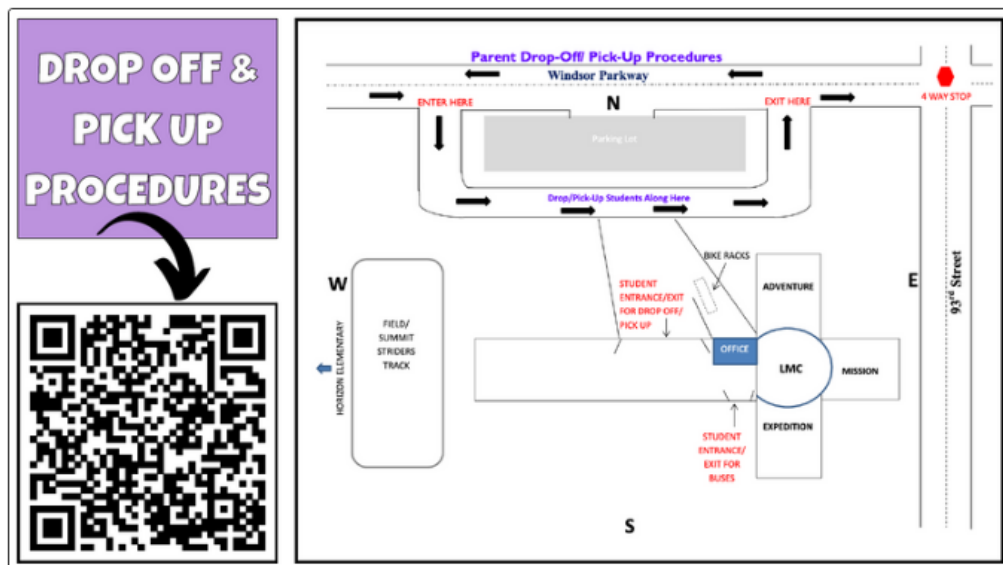 DROP OFF &
PICK UP
PROCEDURES
Parent Drop-Off/ Pick-Up Procedures
Windsor Parkway
ENTER HERE
N
EXIT HERE
4 WAY STOP
Parking Lot
Drop/Pick-Up Students Along Here
BIKE RACKS
W
E
93rd Street
STUDENT
ENTRANCE/EXIT
FOR DROP OFF/
PICK UP
ADVENTURE
HORIZON ELEMENTARY
FIELD/
SUMMIT
STRIDERS
TRACK
OFFICE
LMC
MISSION
EXPEDITION
STUDENT
ENTRANCE/
EXIT FOR
BUSES
S